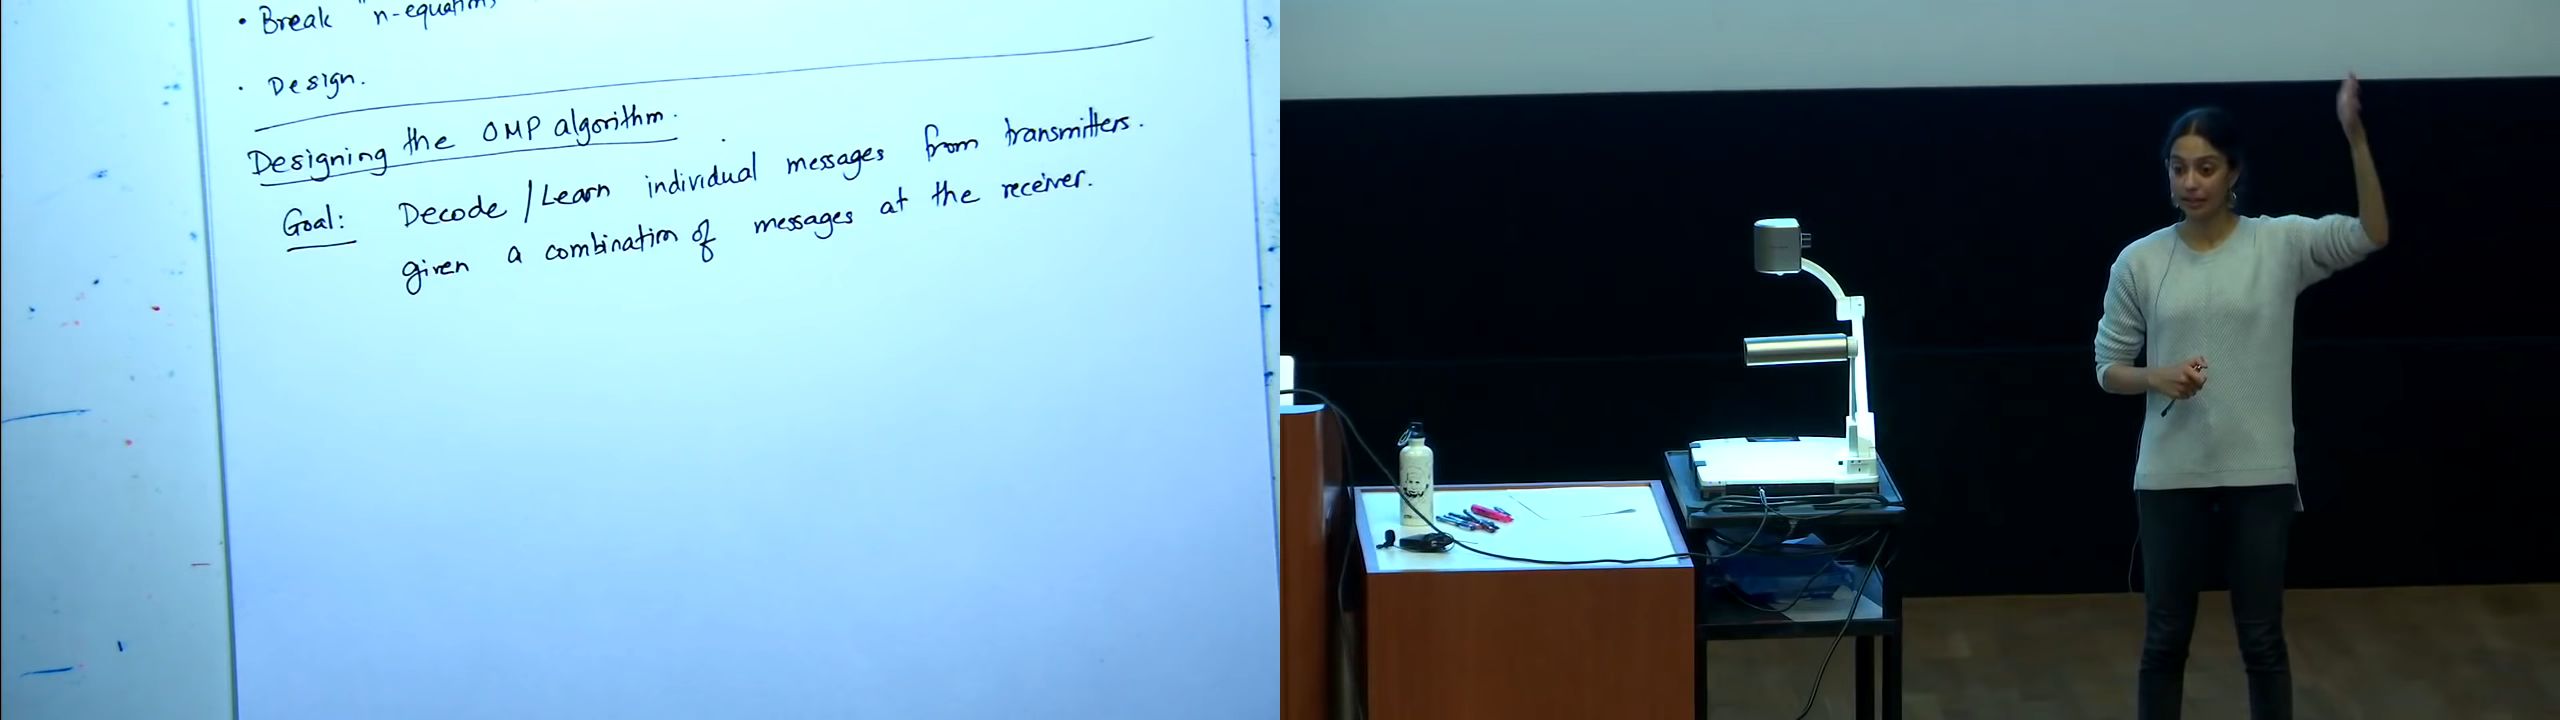 • Break "n-equations
• Design.
Designing the OMP algorithm.
Goal: Decode / Learn individual messages from transmitters.
given a combination of messages at the receiver.